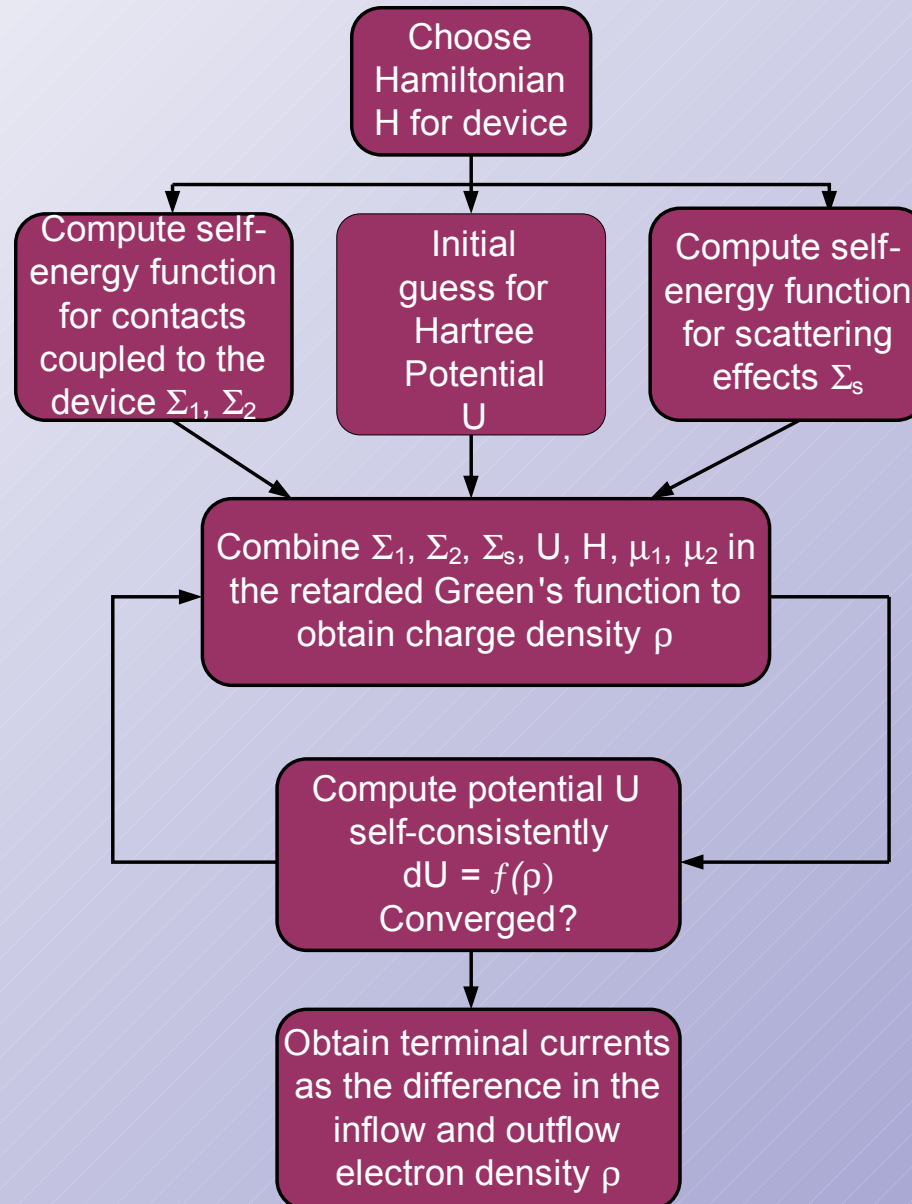 Choose
Hamiltonian
H for device
Compute self-
energy function
for contacts
coupled to the
device Σ₁, Σ₂
Initial
guess for
Hartree
Potential
U
Compute self-
energy function
for scattering
effects Σₛ
Combine Σ₁, Σ₂, Σₛ, U, H, μ₁, μ₂ in
the retarded Green's function to
obtain charge density ρ
Compute potential U
self-consistently
dU = f(ρ)
Converged?
Obtain terminal currents
as the difference in the
inflow and outflow
electron density ρ